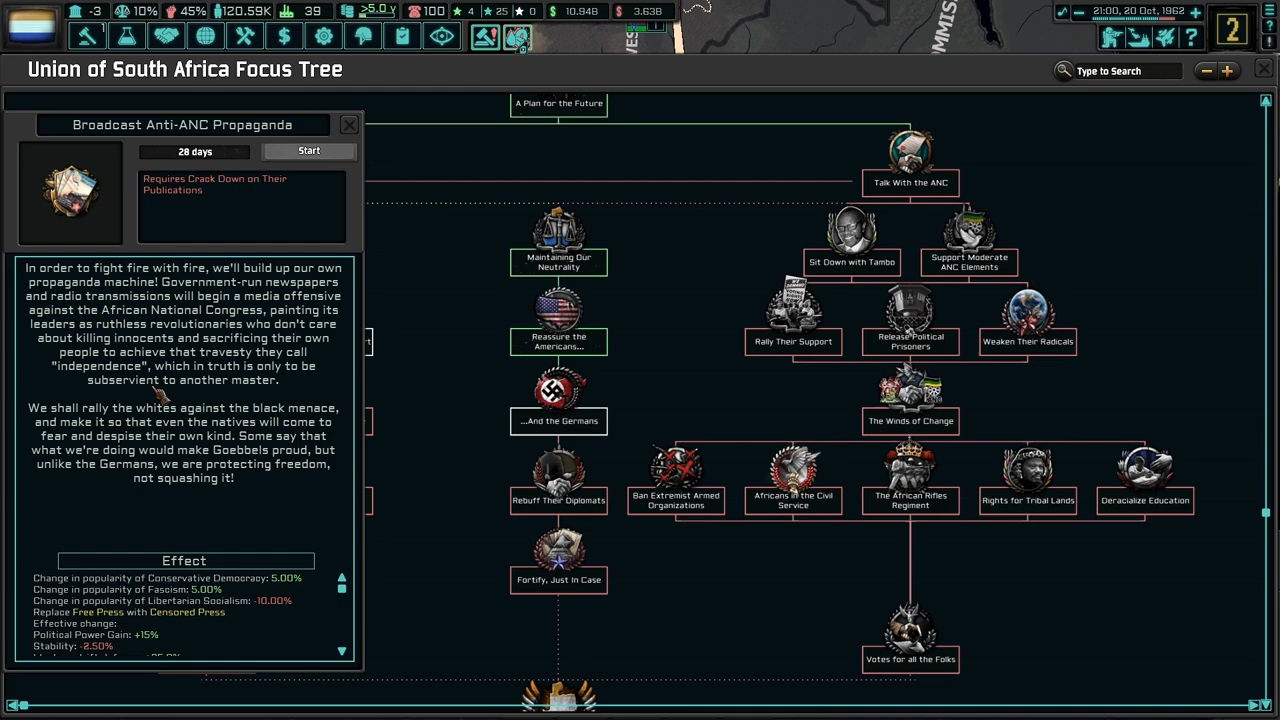 -3
10%
45%
120.59K
39
>5.0 y
100
4
25
0
10.948
3.638
21:00, 20 Oct, 1962
2
Union of South Africa Focus Tree
Type to Search
A Plan for the Future
Broadcast Anti-ANC Propaganda
28 days
Start
Requires Crack Down on Their
Publications
In order to fight fire with fire, we'll build up our own
propaganda machine! Government-run newspapers
and radio transmissions will begin a media offensive
against the African National Congress, painting its
leaders as ruthless revolutionaries who don't care
about killing innocents and sacrificing their own
people to achieve that travesty they call
"independence", which in truth is only to be
subservient to another master.
We shall rally the whites against the black menace,
and make it so that even the natives will come to
fear and despise their own kind. Some say that
what we're doing would make Goebbels proud, but
unlike the Germans, we are protecting freedom,
not squashing it!
Effect
Change in popularity of Conservative Democracy: 5.00%
Change in popularity of Fascism: 5.00%
Change in popularity of Libertarian Socialism: -10.00%
Replace Free Press with Censored Press
Effective change:
Political Power Gain: +15%
Stability: -2.50%
Talk With the ANC
Maintaining Our
Neutrality
Sit Down with Tambo
Support Moderate
ANC Elements
Reassure the
Americans...
Rally Their Support
Release Political
Prisoners
Weaken Their Radicals
...And the Germans
The Winds of Change
Rebuff Their Diplomats
Ban Extremist Armed
Organizations
Africans in the Civil
Service
The African Rifles
Regiment
Rights for Tribal Lands
Deracialize Education
Fortify, Just In Case
Votes for all the Folks